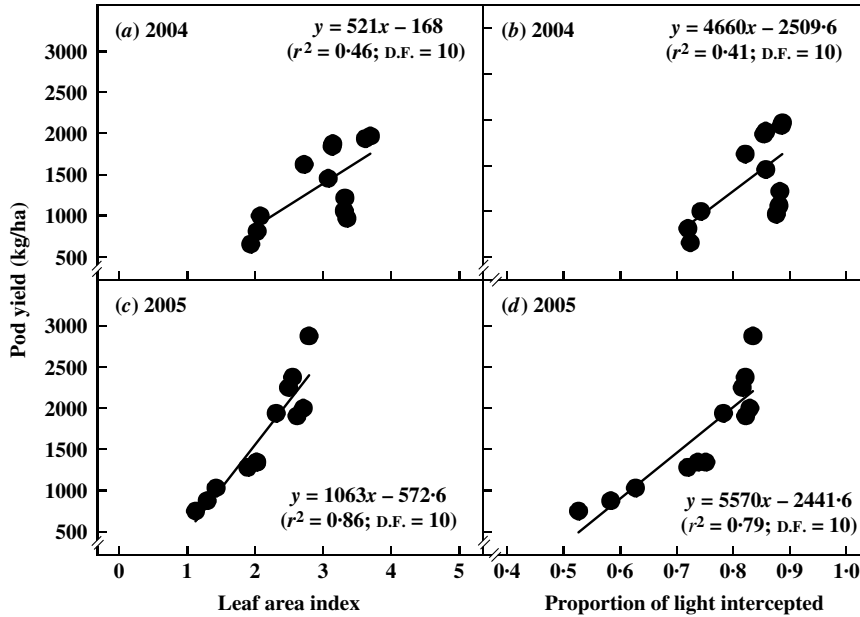 (a) 2004
y = 521x − 168
(r² = 0·46; D.F. = 10)
(b) 2004
y = 4660x − 2509·6
(r² = 0·41; D.F. = 10)
3000
2500
2000
1500
1000
500
Pod yield (kg/ha)
(c) 2005
(d) 2005
3000
2500
2000
1500
1000
500
y = 1063x − 572·6
(r² = 0·86; D.F. = 10)
y = 5570x − 2441·6
(r² = 0·79; D.F. = 10)
0 1 2 3 4 5
0·4 0·5 0·6 0·7 0·8 0·9 1·0
Leaf area index
Proportion of light intercepted